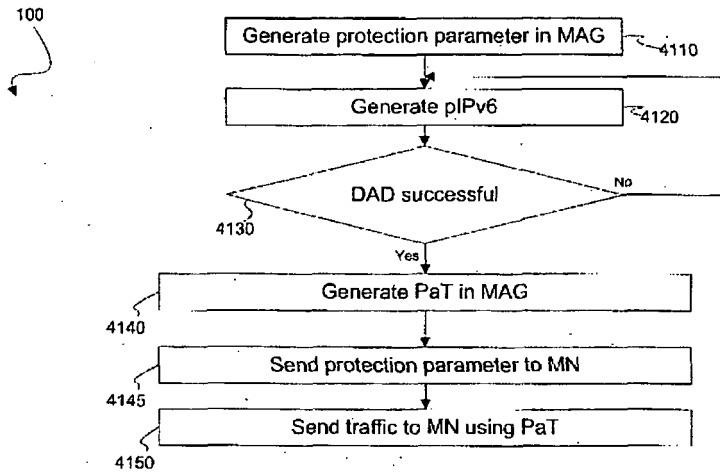 100
Generate protection parameter in MAG
4110
Generate pIPv6
4120
DAD successful
No
4130
Yes
Generate PaT in MAG
4140
Send protection parameter to MN
4145
Send traffic to MN using PaT
4150